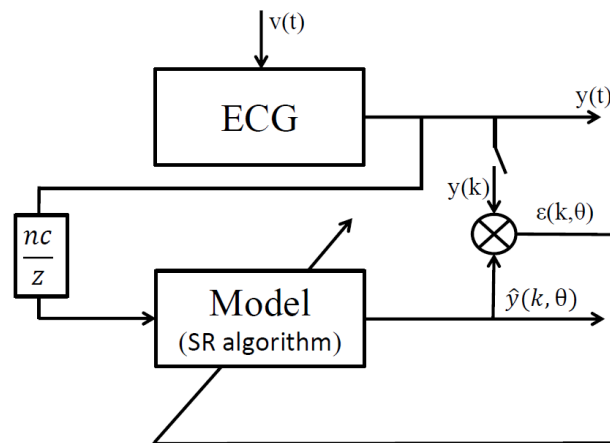 v(t)
ECG
y(t)
y(k)
ε(k,θ)
nc
z
Model
(SR algorithm)
ŷ(k, θ)